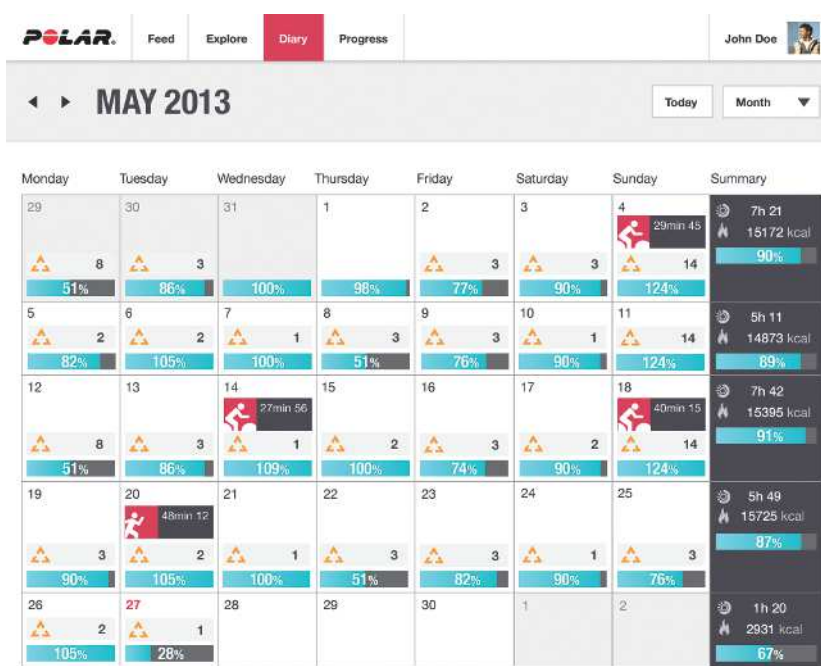 POLAR. Feed Explore Diary Progress John Doe
MAY 2013 Today Month
Monday Tuesday Wednesday Thursday Friday Saturday Sunday Summary
29 30 31 1 2 3 4 7h 21
29min 45
15172 kcal
8 3 3 3 14
51% 86% 100% 98% 77% 90% 124% 90%
5 6 7 8 9 10 11 5h 11
2 2 1 3 3 1 14 14873 kcal
82% 105% 100% 51% 76% 90% 124% 89%
12 13 14 15 16 17 18 7h 42
27min 56 40min 15 15395 kcal
91%
8 3 1 2 3 2 14
51% 86% 109% 100% 74% 90% 124%
19 20 21 22 23 24 25 5h 49
48min 12 15725 kcal
87%
3 2 1 3 3 1 3
90% 105% 100% 51% 82% 90% 76%
26 27 28 29 30 1 2 1h 20
2 1 2931 kcal
105% 28% 67%